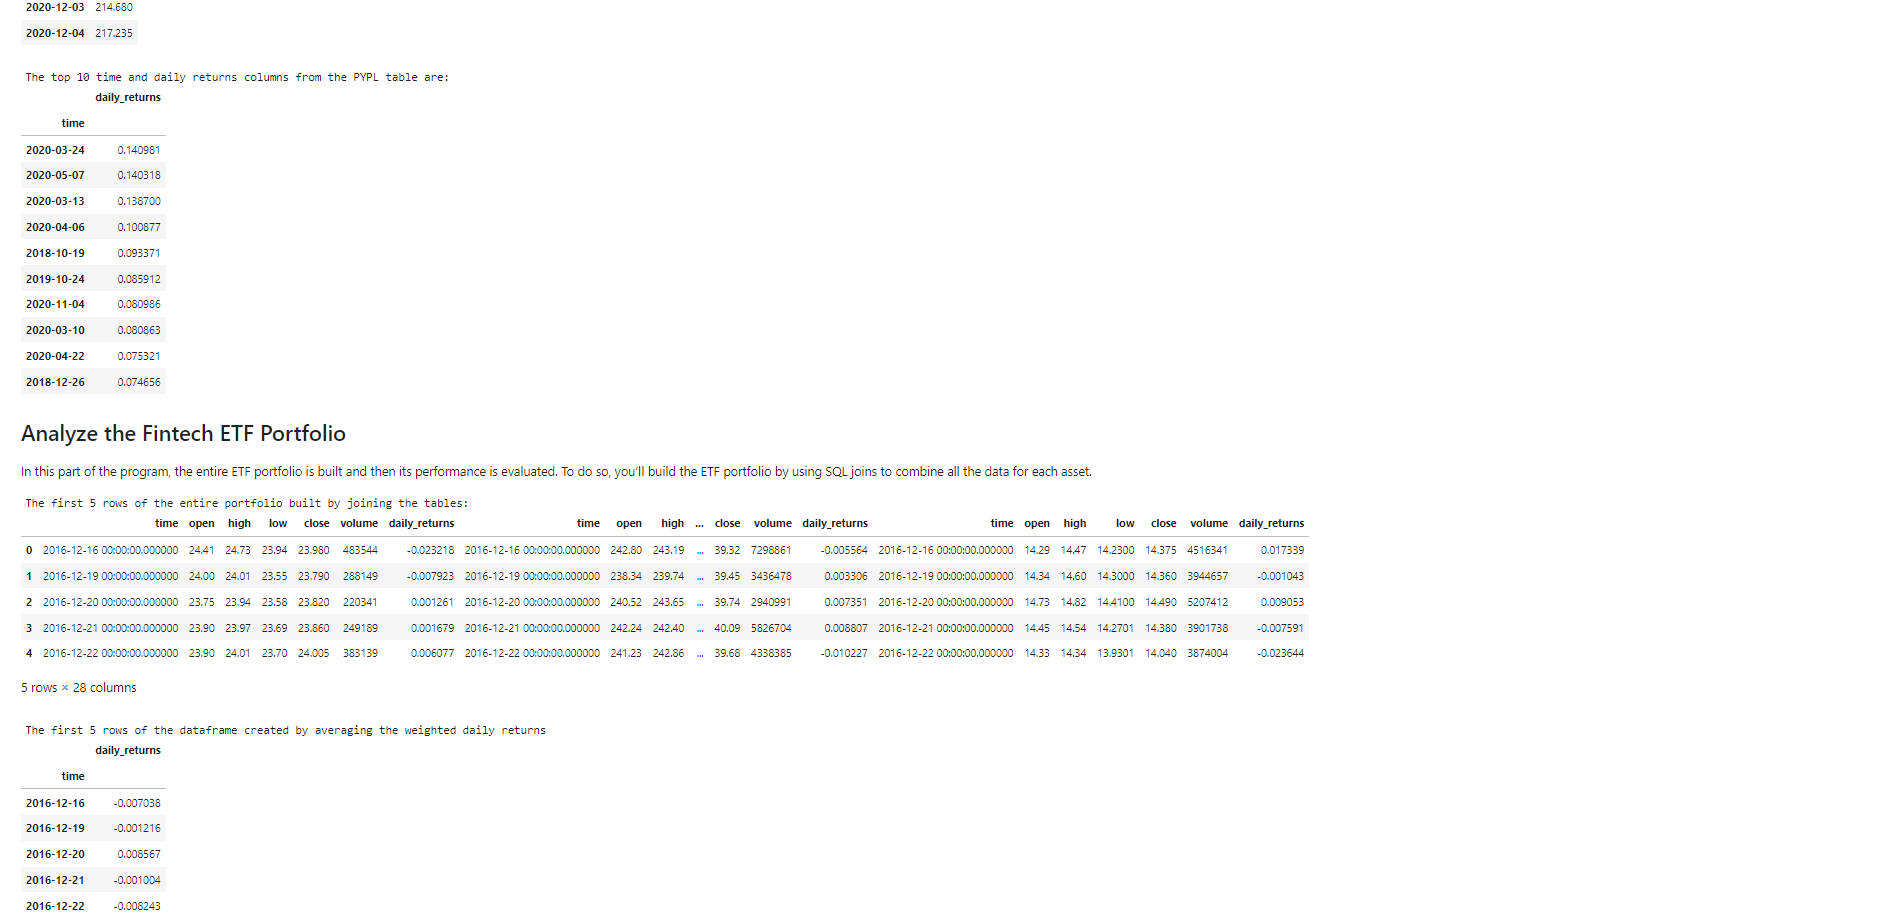 2020-12-03 214.680
2020-12-04 217.235
The top 10 time and daily returns columns from the PYPL table are:
daily_returns
time
2020-03-24 0.140981
2020-05-07 0.140318
2020-03-13 0.138700
2020-04-06 0.100877
2018-10-19 0.093371
2019-10-24 0.085912
2020-11-04 0.080986
2020-03-10 0.080863
2020-04-22 0.075321
2018-12-26 0.074656
Analyze the Fintech ETF Portfolio
In this part of the program, the entire ETF portfolio is built and then its performance is evaluated. To do so, you'll build the ETF portfolio by using SQL joins to combine all the data for each asset.
The first 5 rows of the entire portfolio built by joining the tables:
time open high low close volume daily_returns time open high ... close volume daily_returns time open high low close volume daily_returns
0 2016-12-16 00:00:00.000000 24.41 24.73 23.94 23.980 483544 -0.023218 2016-12-16 00:00:00.000000 242.80 243.19 ... 39.32 7298861 -0.005564 2016-12-16 00:00:00.000000 14.29 14.47 14.2300 14.375 4516341 0.017339
1 2016-12-19 00:00:00.000000 24.00 24.01 23.55 23.790 288149 -0.007923 2016-12-19 00:00:00.000000 238.34 239.74 ... 39.45 3436478 0.003306 2016-12-19 00:00:00.000000 14.34 14.60 14.3000 14.360 3944657 -0.001043
2 2016-12-20 00:00:00.000000 23.75 23.94 23.58 23.820 220341 0.001261 2016-12-20 00:00:00.000000 240.52 243.65 ... 39.74 2940991 0.007351 2016-12-20 00:00:00.000000 14.73 14.82 14.4100 14.490 5207412 0.009053
3 2016-12-21 00:00:00.000000 23.90 23.97 23.69 23.860 249189 0.001679 2016-12-21 00:00:00.000000 242.24 242.40 ... 40.09 5826704 0.008807 2016-12-21 00:00:00.000000 14.45 14.54 14.2701 14.380 3901738 -0.007591
4 2016-12-22 00:00:00.000000 23.90 24.01 23.70 24.005 383139 0.006077 2016-12-22 00:00:00.000000 241.23 242.86 ... 39.68 4338385 -0.010227 2016-12-22 00:00:00.000000 14.33 14.34 13.9301 14.040 3874004 -0.023644
5 rows × 28 columns
The first 5 rows of the dataframe created by averaging the weighted daily returns
daily_returns
time
2016-12-16 -0.007038
2016-12-19 -0.001216
2016-12-20 0.008567
2016-12-21 -0.001004
2016-12-22 -0.008243